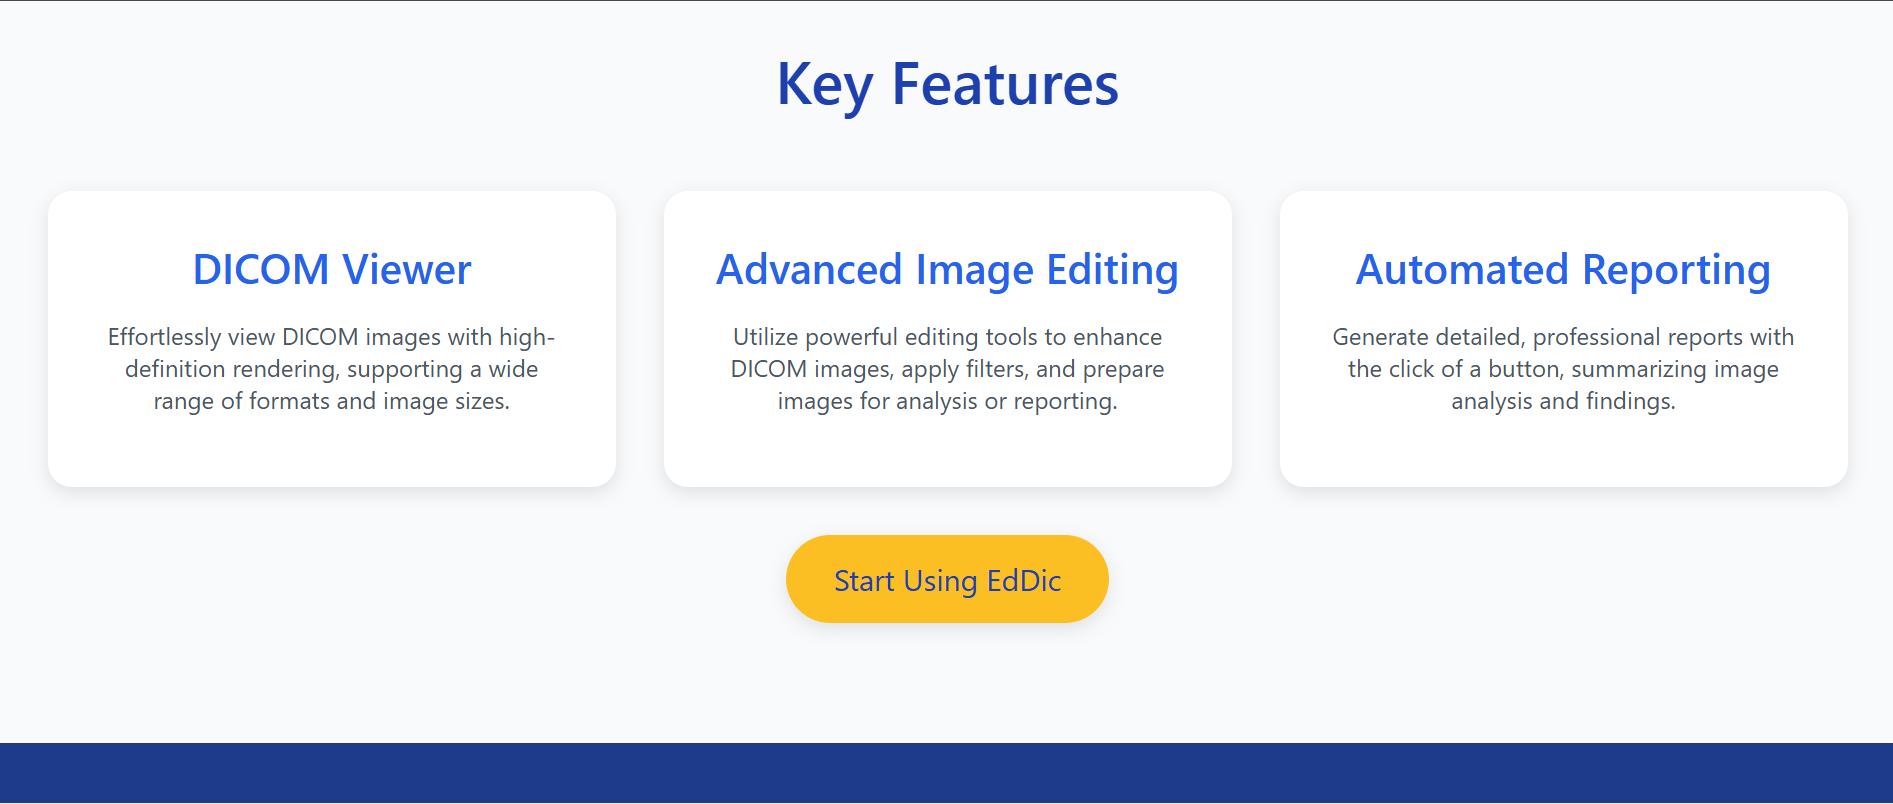 Key Features
DICOM Viewer
Effortlessly view DICOM images with high-
definition rendering, supporting a wide
range of formats and image sizes.
Advanced Image Editing
Utilize powerful editing tools to enhance
DICOM images, apply filters, and prepare
images for analysis or reporting.
Automated Reporting
Generate detailed, professional reports with
the click of a button, summarizing image
analysis and findings.
Start Using EdDic